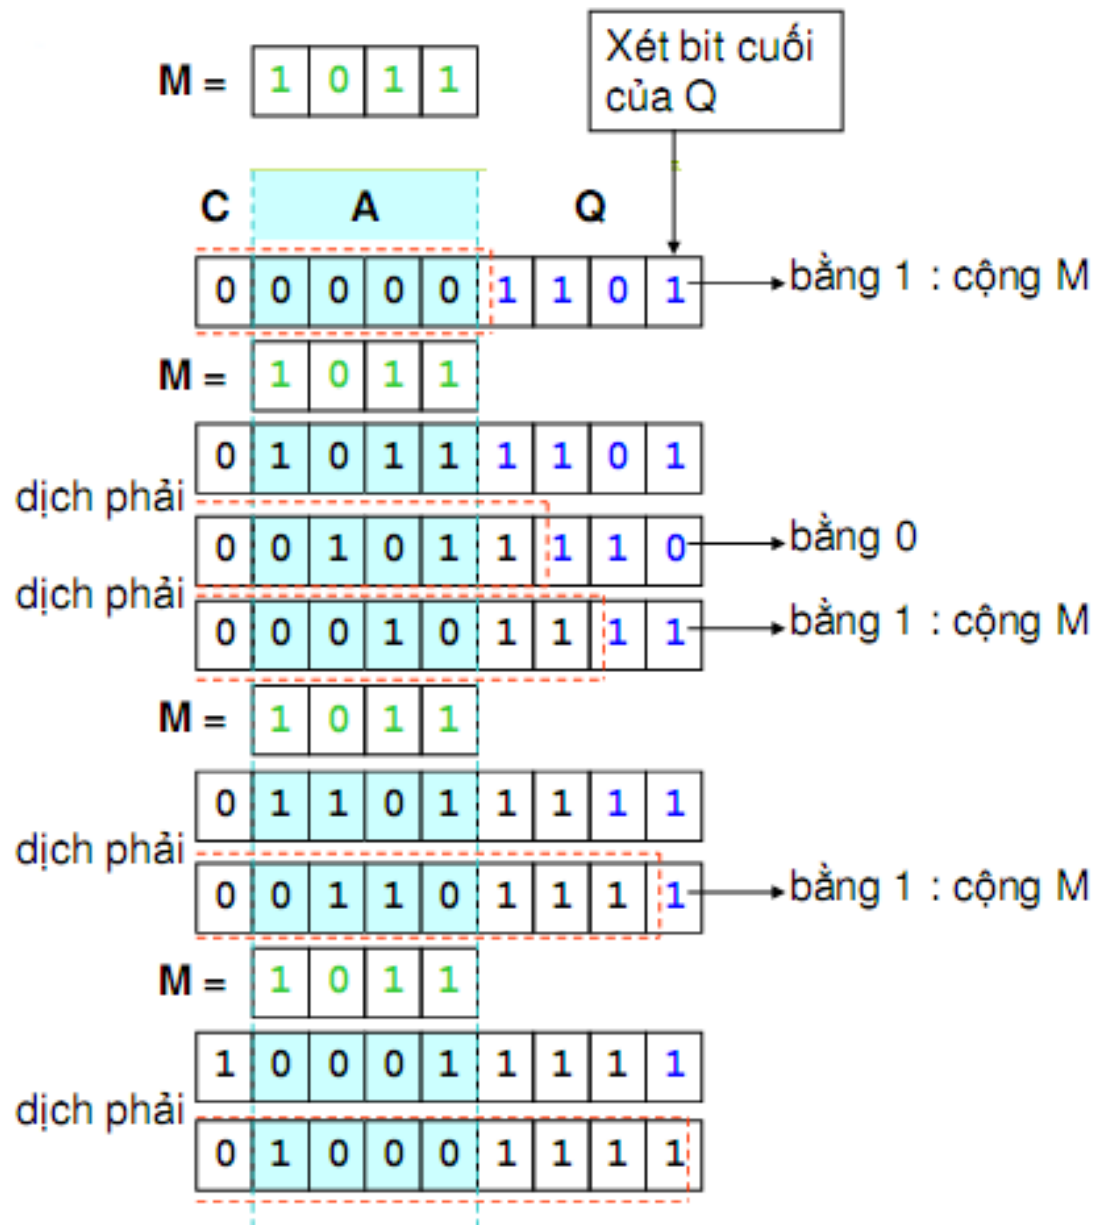 Xét bit cuối
của Q
M = 1 0 1 1
C A Q
0 0 0 0 0 1 1 0 1 bằng 1 : cộng M
M = 1 0 1 1
0 1 0 1 1 1 1 0 1
dịch phải
0 0 1 0 1 1 1 1 0 bằng 0
dịch phải
0 0 0 1 0 1 1 1 1 bằng 1 : cộng M
M = 1 0 1 1
0 1 1 0 1 1 1 1 1
dịch phải
0 0 1 1 0 1 1 1 1 bằng 1 : cộng M
M = 1 0 1 1
1 0 0 0 1 1 1 1 1
dịch phải
0 1 0 0 0 1 1 1 1